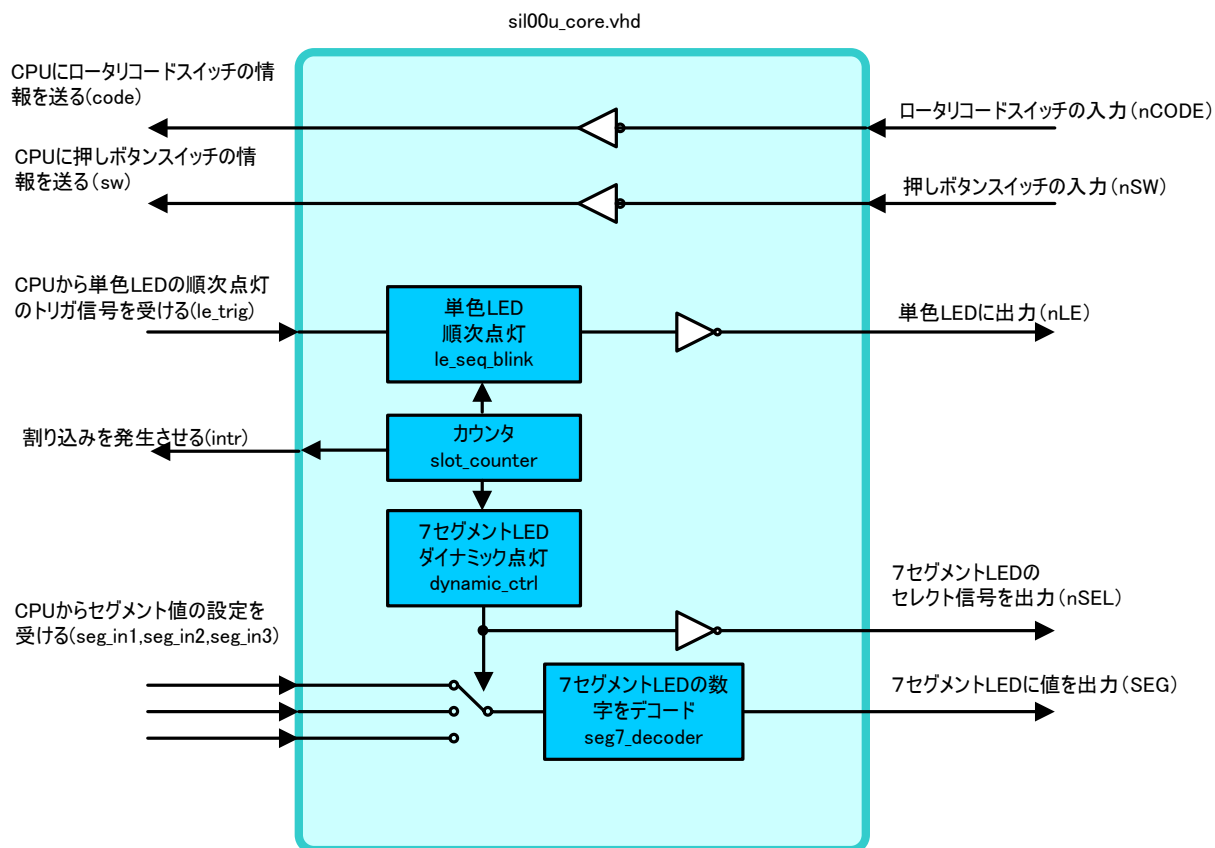 sil00u_core.vhd
CPUにロータリコードスイッチの情
報を送る(code)
ロータリコードスイッチの入力(nCODE)
CPUに押しボタンスイッチの情
報を送る(sw)
押しボタンスイッチの入力(nSW)
CPUから単色LEDの順次点灯
のトリガ信号を受ける(le_trig)
単色LED
順次点灯
le_seq_blink
単色LEDに出力(nLE)
割り込みを発生させる(intr)
カウンタ
slot_counter
7セグメントLED
ダイナミック点灯
dynamic_ctrl
7セグメントLEDの
セレクト信号を出力(nSEL)
CPUからセグメント値の設定を
受ける(seg_in1,seg_in2,seg_in3)
7セグメントLEDの数
字をデコード
seg7_decoder
7セグメントLEDに値を出力(SEG)